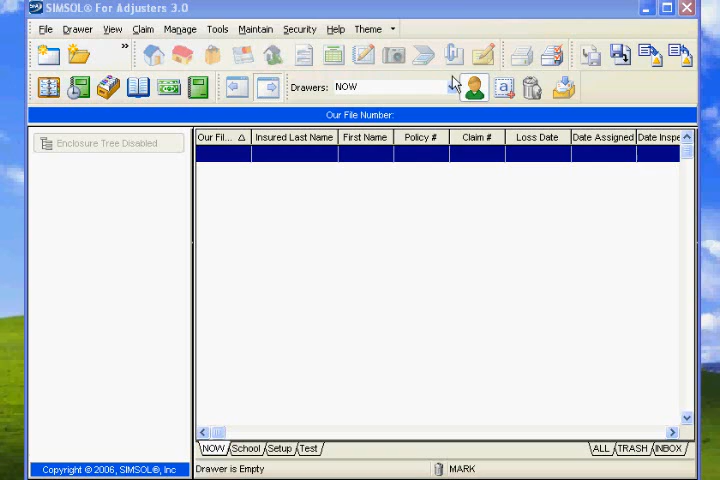 SIMSOL® For Adjusters 3.0
File Drawer View Claim Manage Tools Maintain Security Help Theme
Drawers: NOW
Our File Number:
Enclosure Tree Disabled
Our Fil... Insured Last Name First Name Policy # Claim # Loss Date Date Assigned Date Inspe
NOW School Setup Test ALL TRASH INBOX
Copyright © 2006, SIMSOL®, Inc
Drawer is Empty MARK